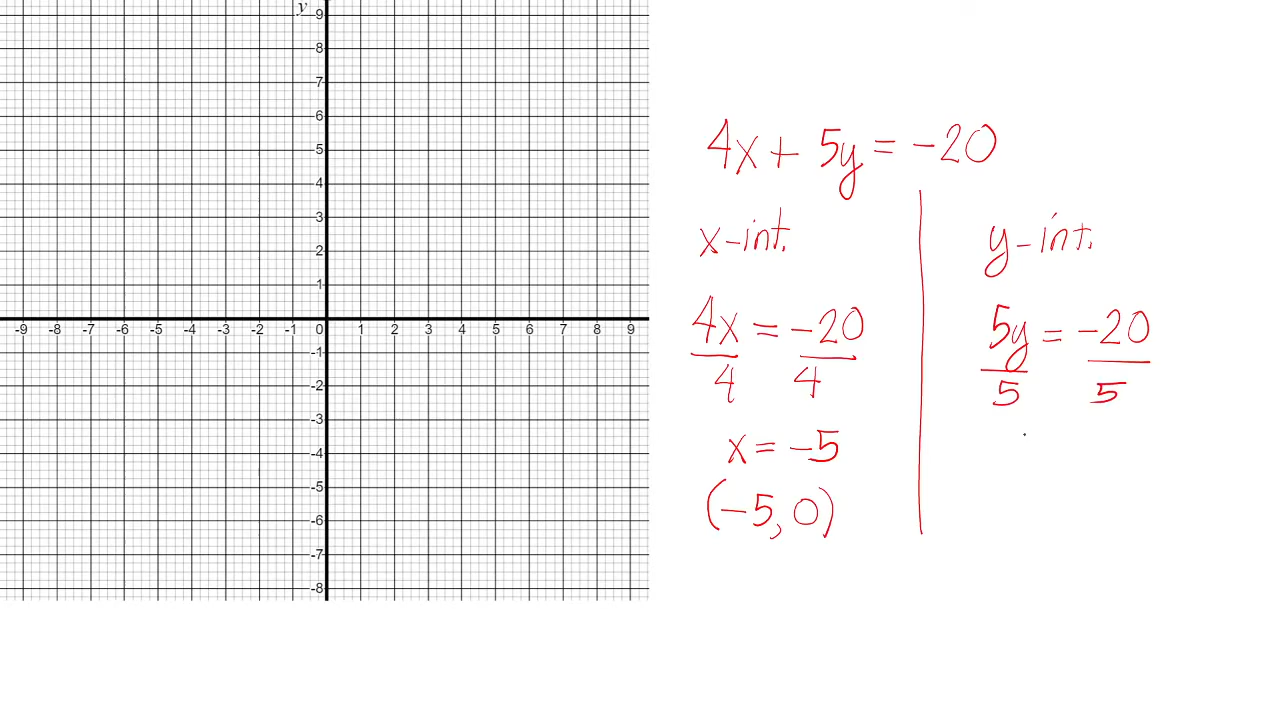 y
9
8
7
6
5
4
3
2
1
-9 -8 -7 -6 -5 -4 -3 -2 -1 0 1 2 3 4 5 6 7 8 9
-1
-2
-3
-4
-5
-6
-7
-8
4x + 5y = -20
x-int.
4x = -20
4 4
x = -5
(-5, 0)
y-int.
5y = -20
5 5